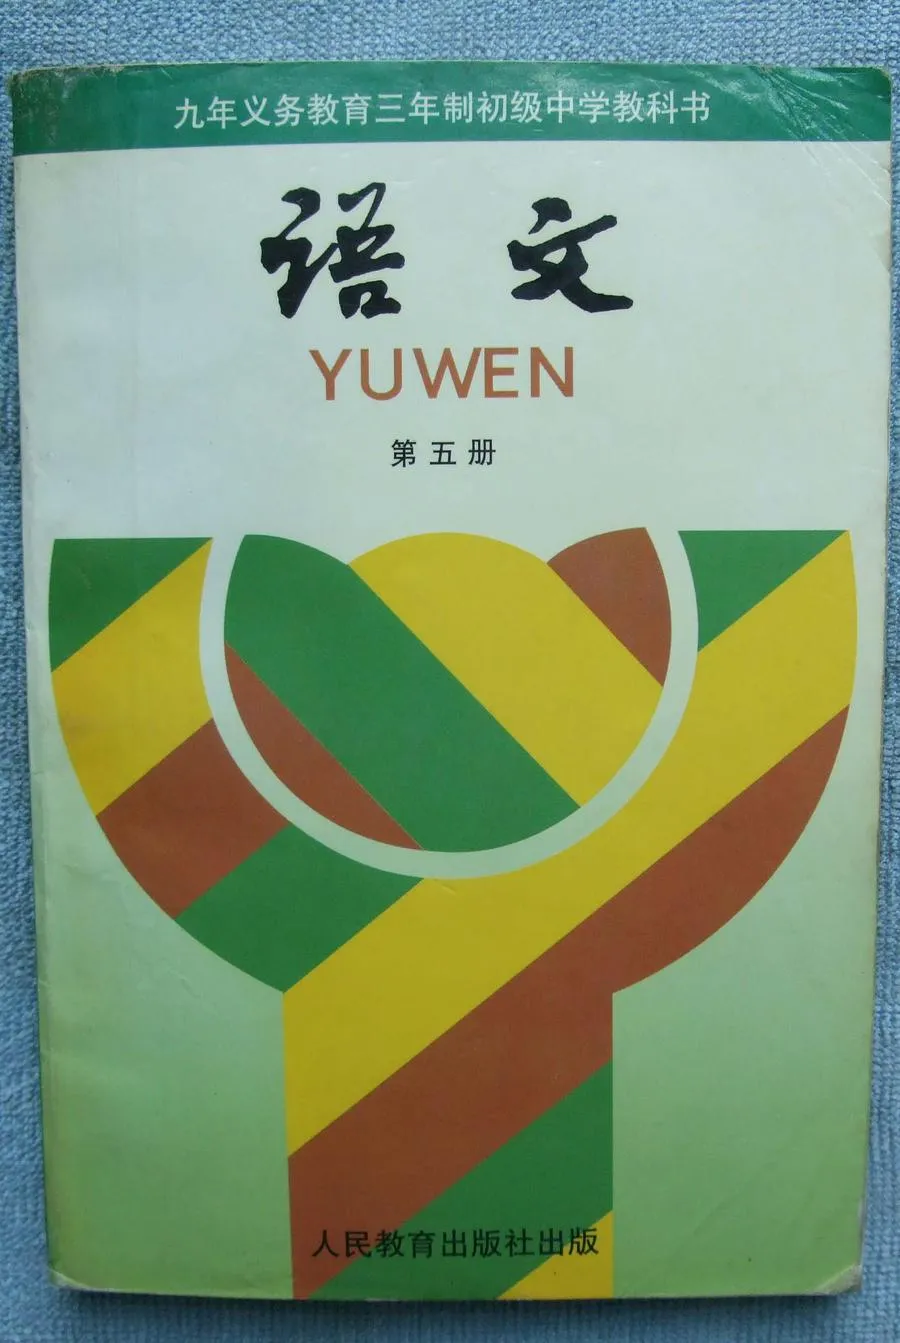 九年义务教育三年制初级中学教科书
语文
YUWEN
第五册
人民教育出版社出版